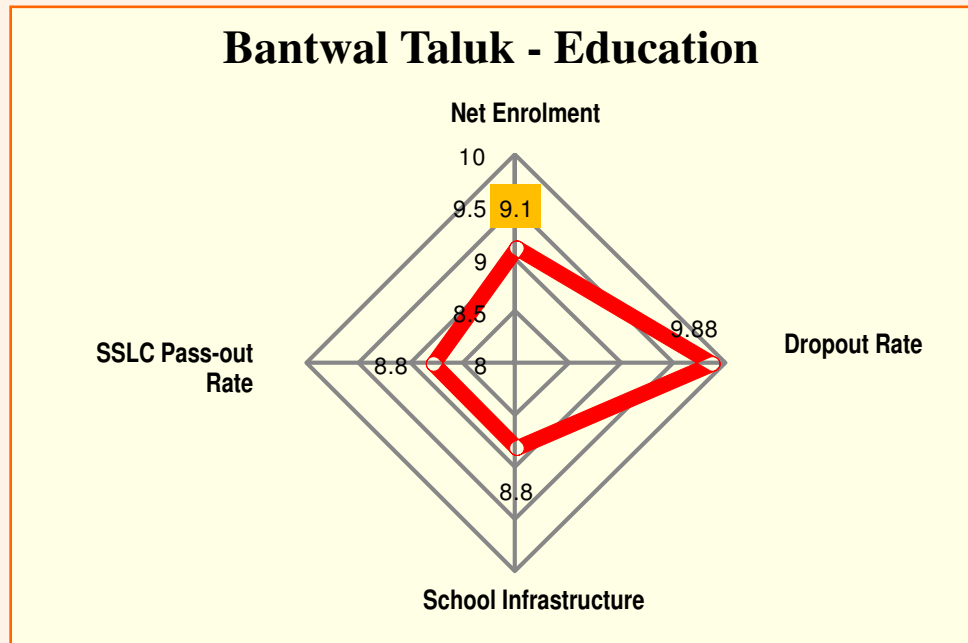 Bantwal Taluk - Education
Net Enrolment
10
9.5
9.1
9
8.5
9.88
Dropout Rate
SSLC Pass-out
Rate
8.8
8
8.8
School Infrastructure